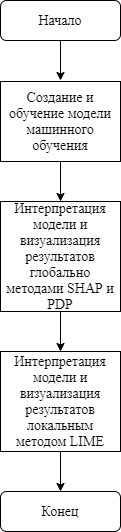 Начало
Создание и
обучение модели
машинного
обучения
Интерпретация
модели и
визуализация
результатов
глобально
методами SHAP и
PDP
Интерпретация
модели и
визуализация
результатов
локальным
методом LIME
Конец